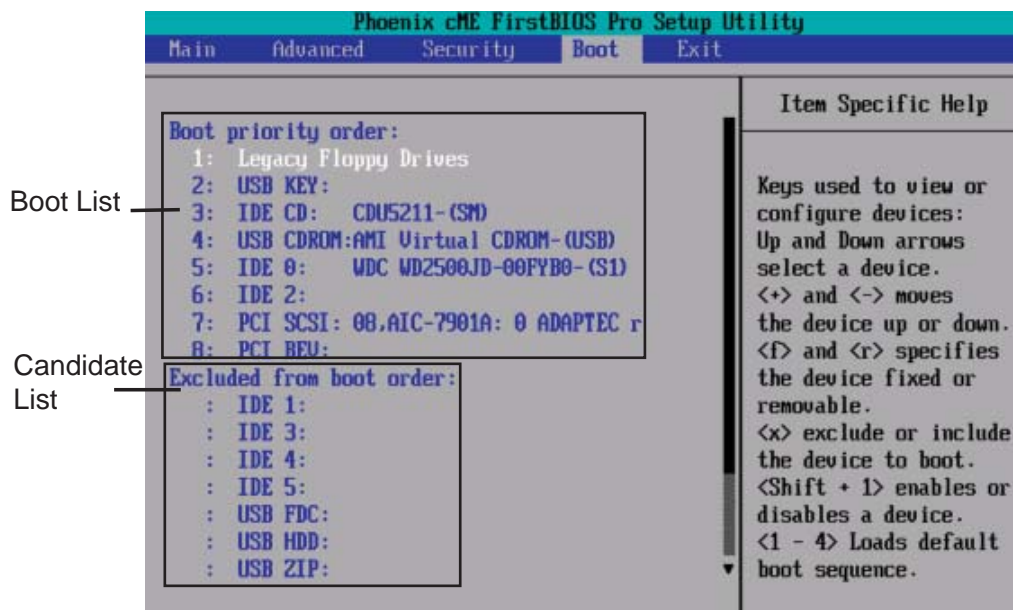 Phoenix cME FirstBIOS Pro Setup Utility
Main Advanced Security Boot Exit
Boot List
Boot priority order:
1: Legacy Floppy Drives
2: USB KEY:
3: IDE CD: CDU5211-(SM)
4: USB CDROM:AMI Virtual CDROM-(USB)
5: IDE 0: WDC WD2500JD-00FYB0-(S1)
6: IDE 2:
7: PCI SCSI: 08,AIC-7901A: 0 ADAPTEC r
8: PCI BEV:
Candidate
List
Excluded from boot order:
: IDE 1:
: IDE 3:
: IDE 4:
: IDE 5:
: USB FDC:
: USB HDD:
: USB ZIP:
Item Specific Help
Keys used to view or
configure devices:
Up and Down arrows
select a device.
<+> and <-> moves
the device up or down.
<f> and <r> specifies
the device fixed or
removable.
<x> exclude or include
the device to boot.
<Shift + 1> enables or
disables a device.
<1 - 4> Loads default
boot sequence.